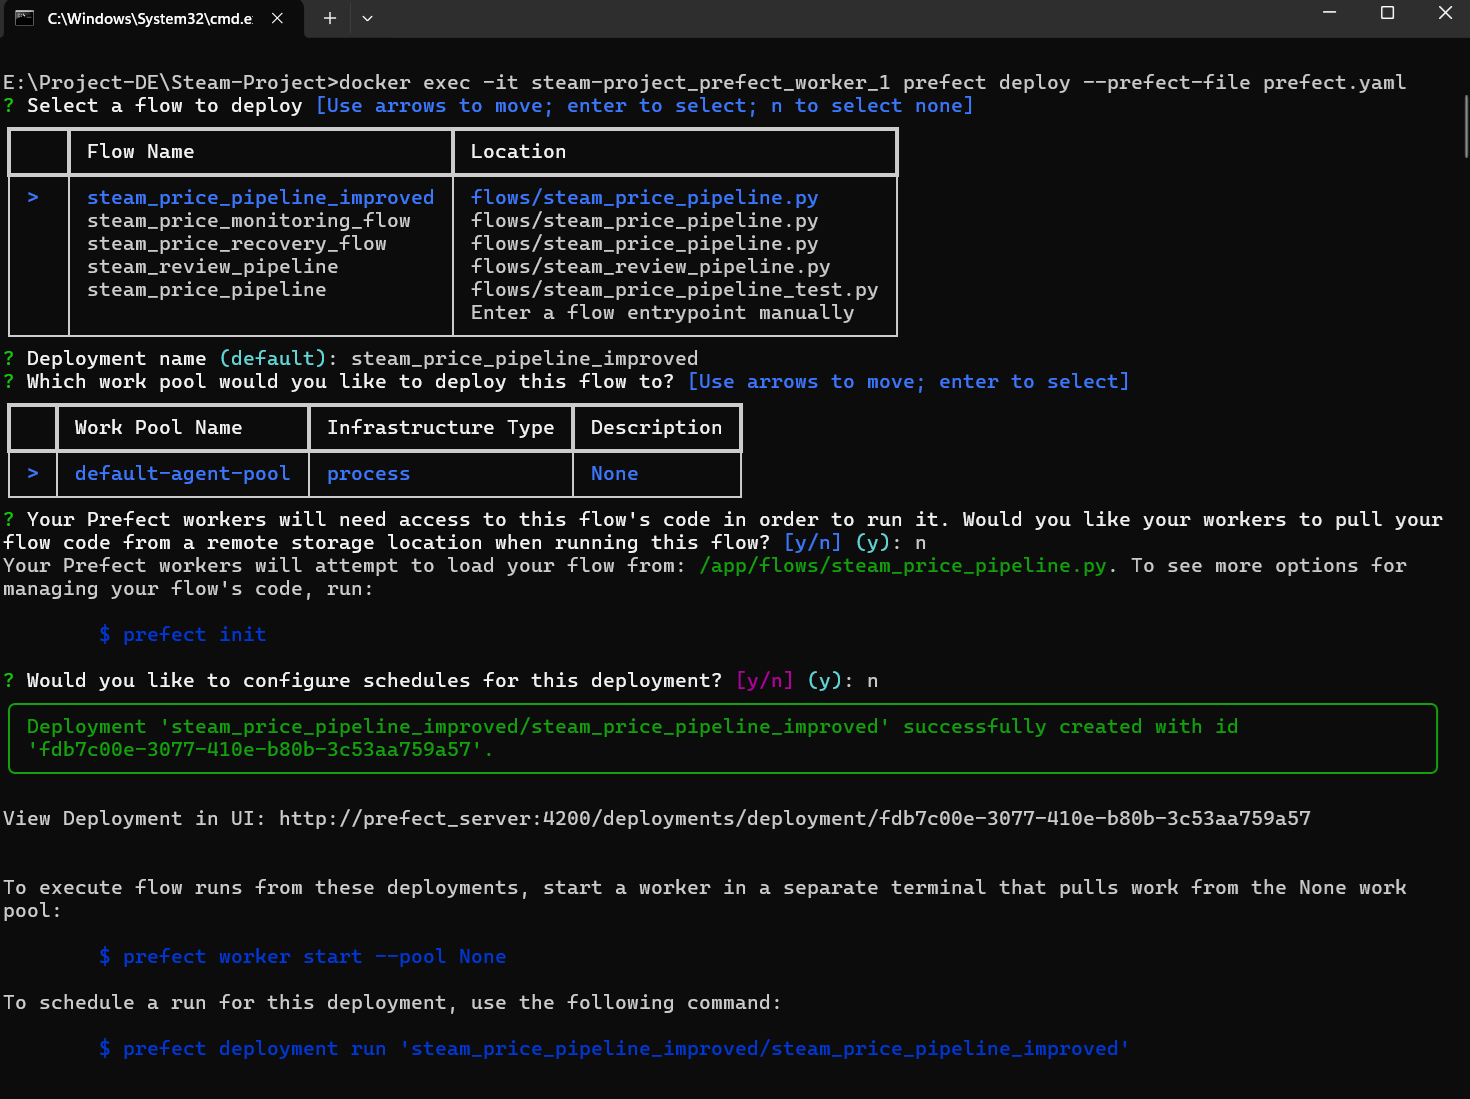 C:\Windows\System32\cmd.e
E:\Project-DE\Steam-Project>docker exec -it steam-project_prefect_worker_1 prefect deploy --prefect-file prefect.yaml
? Select a flow to deploy [Use arrows to move; enter to select; n to select none]
Flow Name Location
> steam_price_pipeline_improved flows/steam_price_pipeline.py
steam_price_monitoring_flow flows/steam_price_pipeline.py
steam_price_recovery_flow flows/steam_price_pipeline.py
steam_review_pipeline flows/steam_review_pipeline.py
steam_price_pipeline flows/steam_price_pipeline_test.py
Enter a flow entrypoint manually
? Deployment name (default): steam_price_pipeline_improved
? Which work pool would you like to deploy this flow to? [Use arrows to move; enter to select]
Work Pool Name Infrastructure Type Description
> default-agent-pool process None
? Your Prefect workers will need access to this flow's code in order to run it. Would you like your workers to pull your
flow code from a remote storage location when running this flow? [y/n] (y): n
Your Prefect workers will attempt to load your flow from: /app/flows/steam_price_pipeline.py. To see more options for
managing your flow's code, run:
$ prefect init
? Would you like to configure schedules for this deployment? [y/n] (y): n
Deployment 'steam_price_pipeline_improved/steam_price_pipeline_improved' successfully created with id
'fdb7c00e-3077-410e-b80b-3c53aa759a57'.
View Deployment in UI: http://prefect_server:4200/deployments/deployment/fdb7c00e-3077-410e-b80b-3c53aa759a57
To execute flow runs from these deployments, start a worker in a separate terminal that pulls work from the None work
pool:
$ prefect worker start --pool None
To schedule a run for this deployment, use the following command:
$ prefect deployment run 'steam_price_pipeline_improved/steam_price_pipeline_improved'